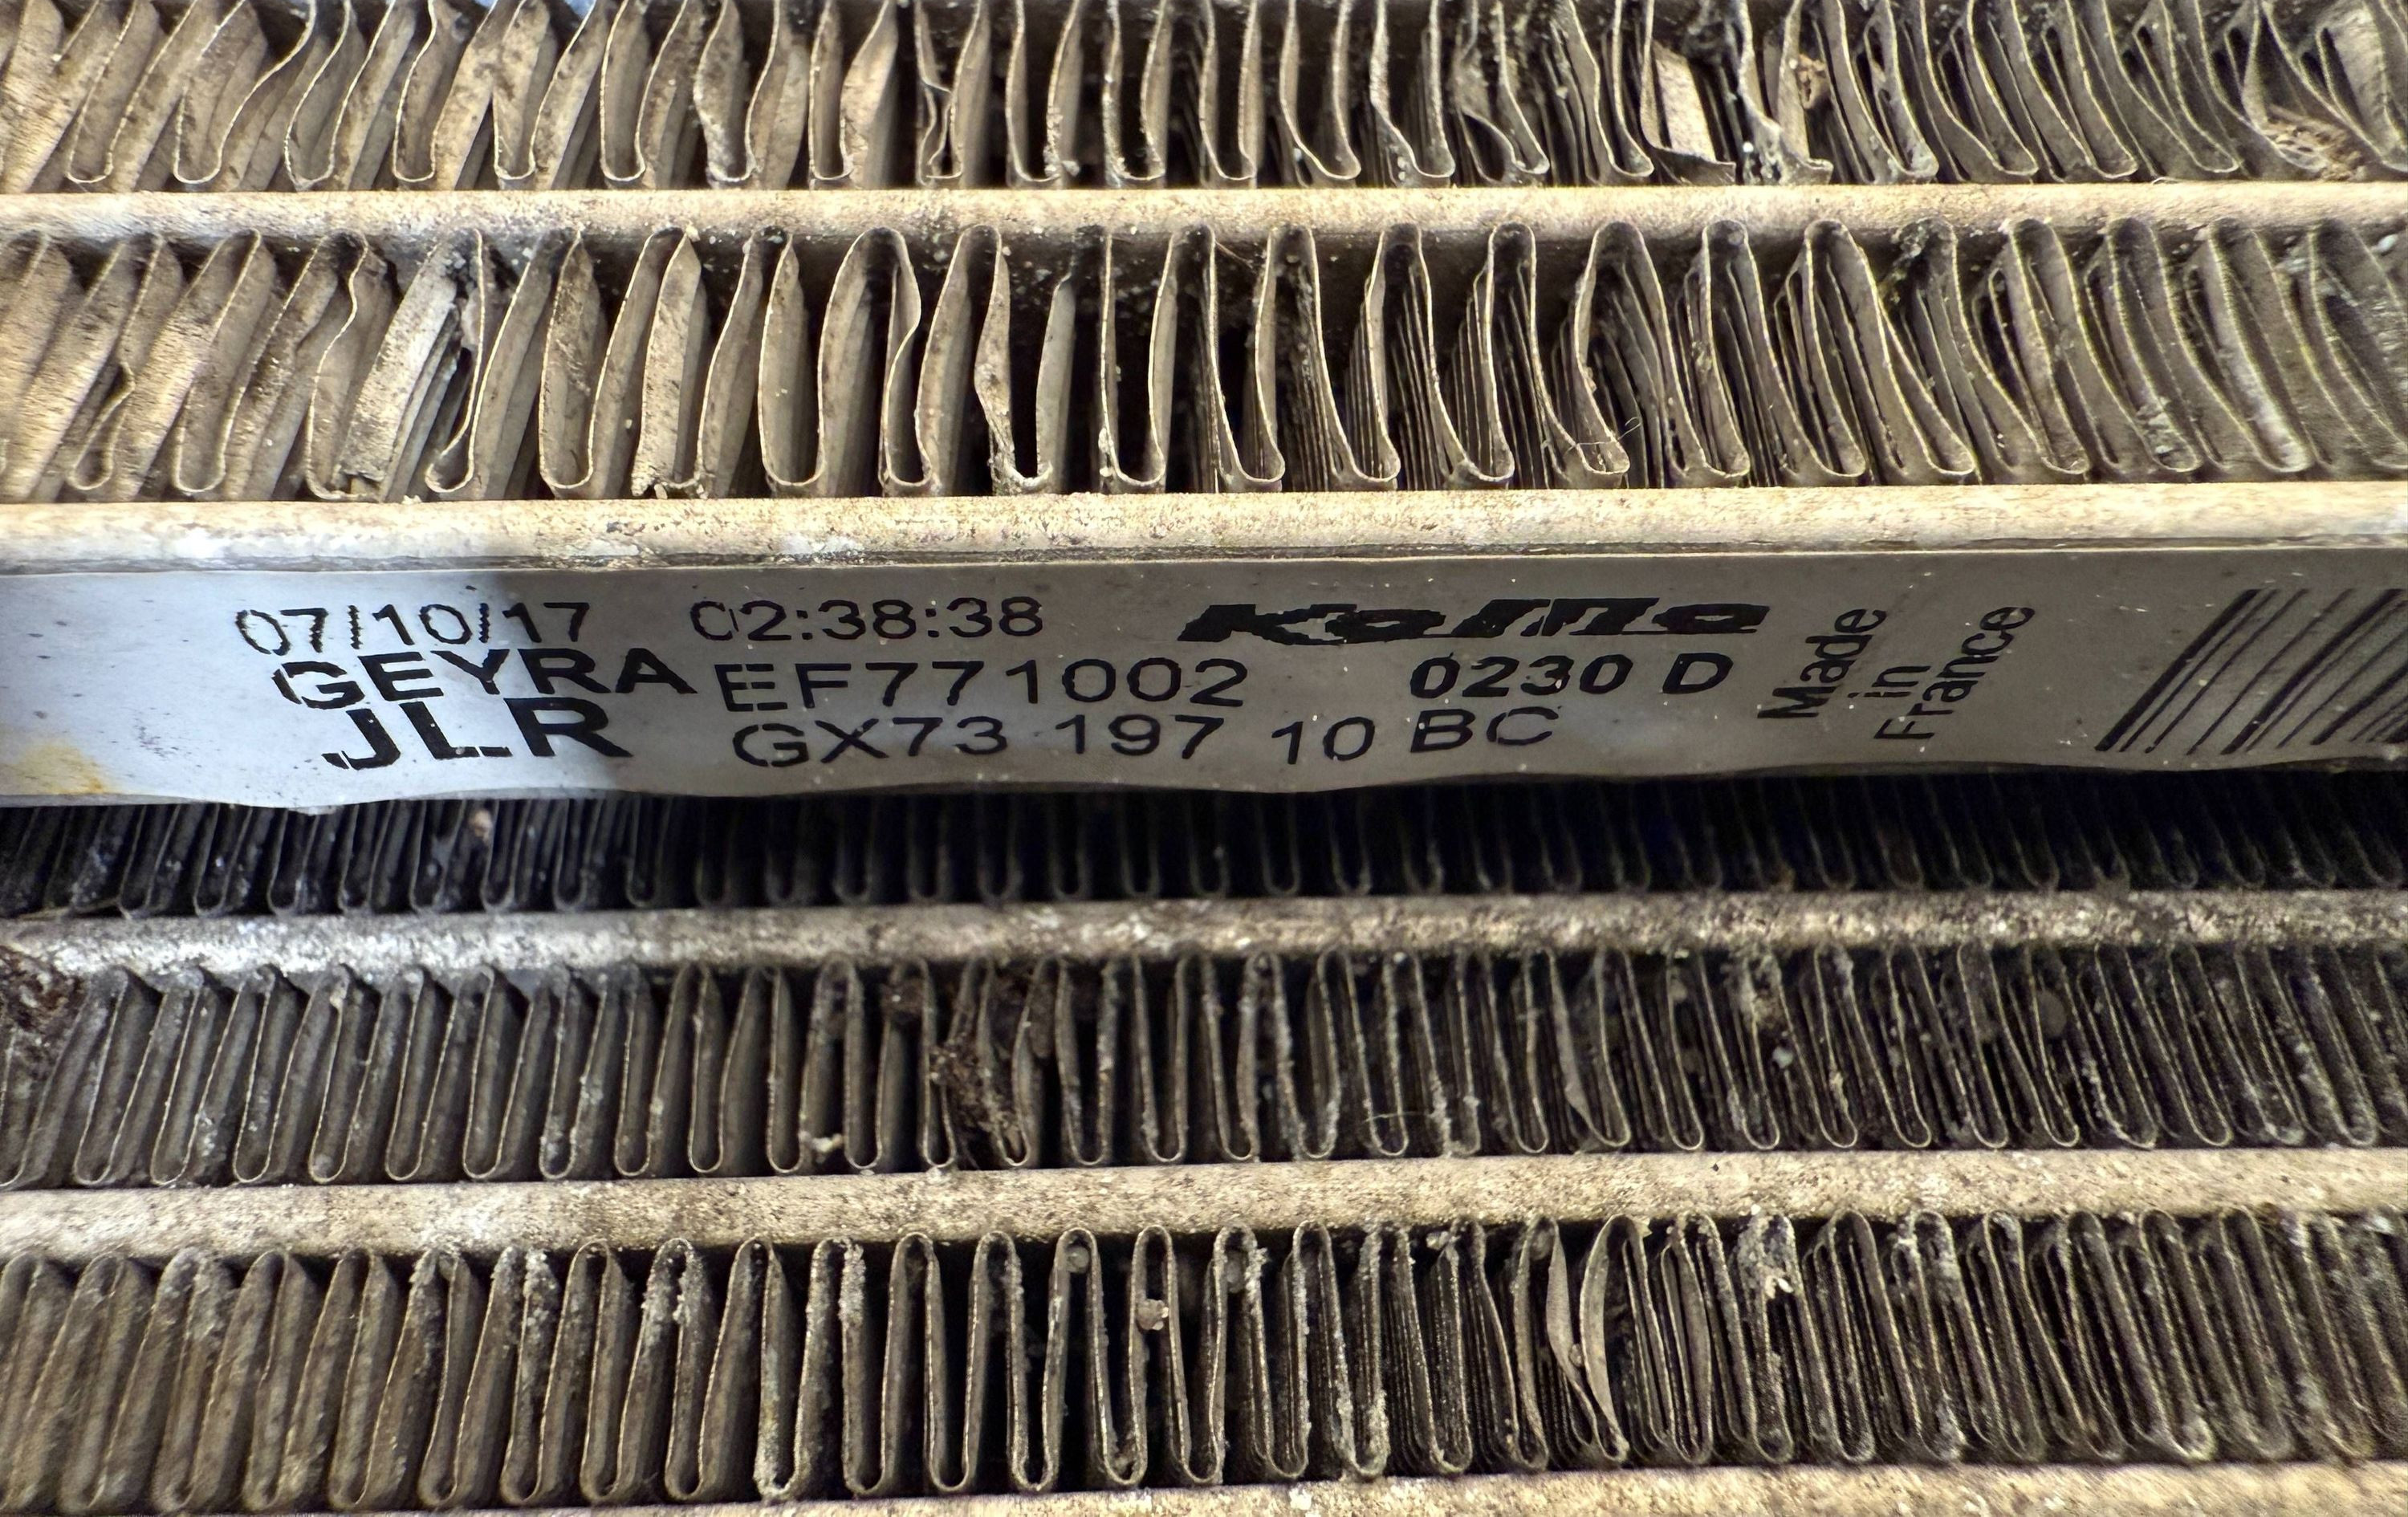 07/10/17 02:38:38
GEYRA EF771002 0230 D
JLR GX73 197 10 BC
Made
in
France